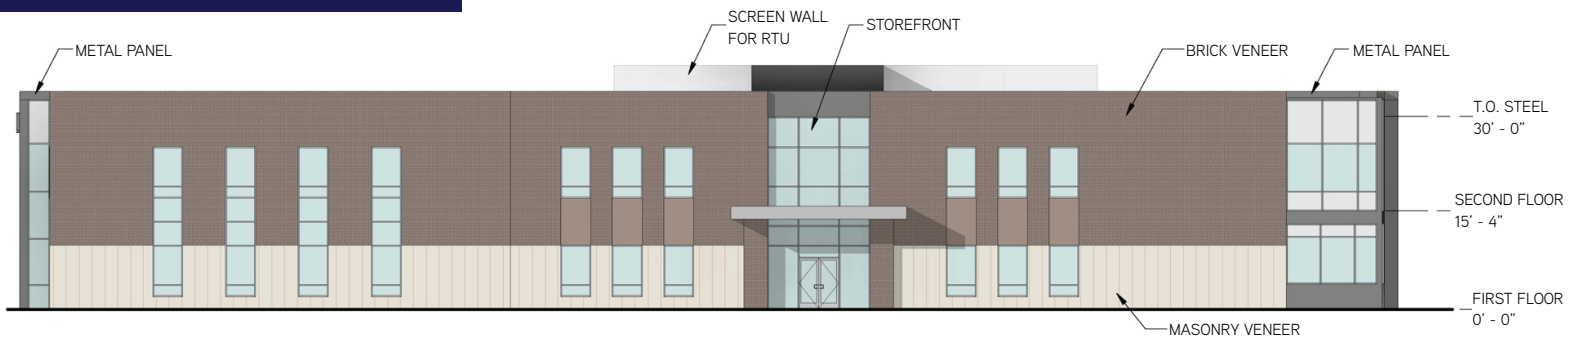 SCREEN WALL
FOR RTU
STOREFRONT
METAL PANEL
BRICK VENEER
METAL PANEL
T.O. STEEL
30' - 0"
SECOND FLOOR
15' - 4"
FIRST FLOOR
0' - 0"
MASONRY VENEER